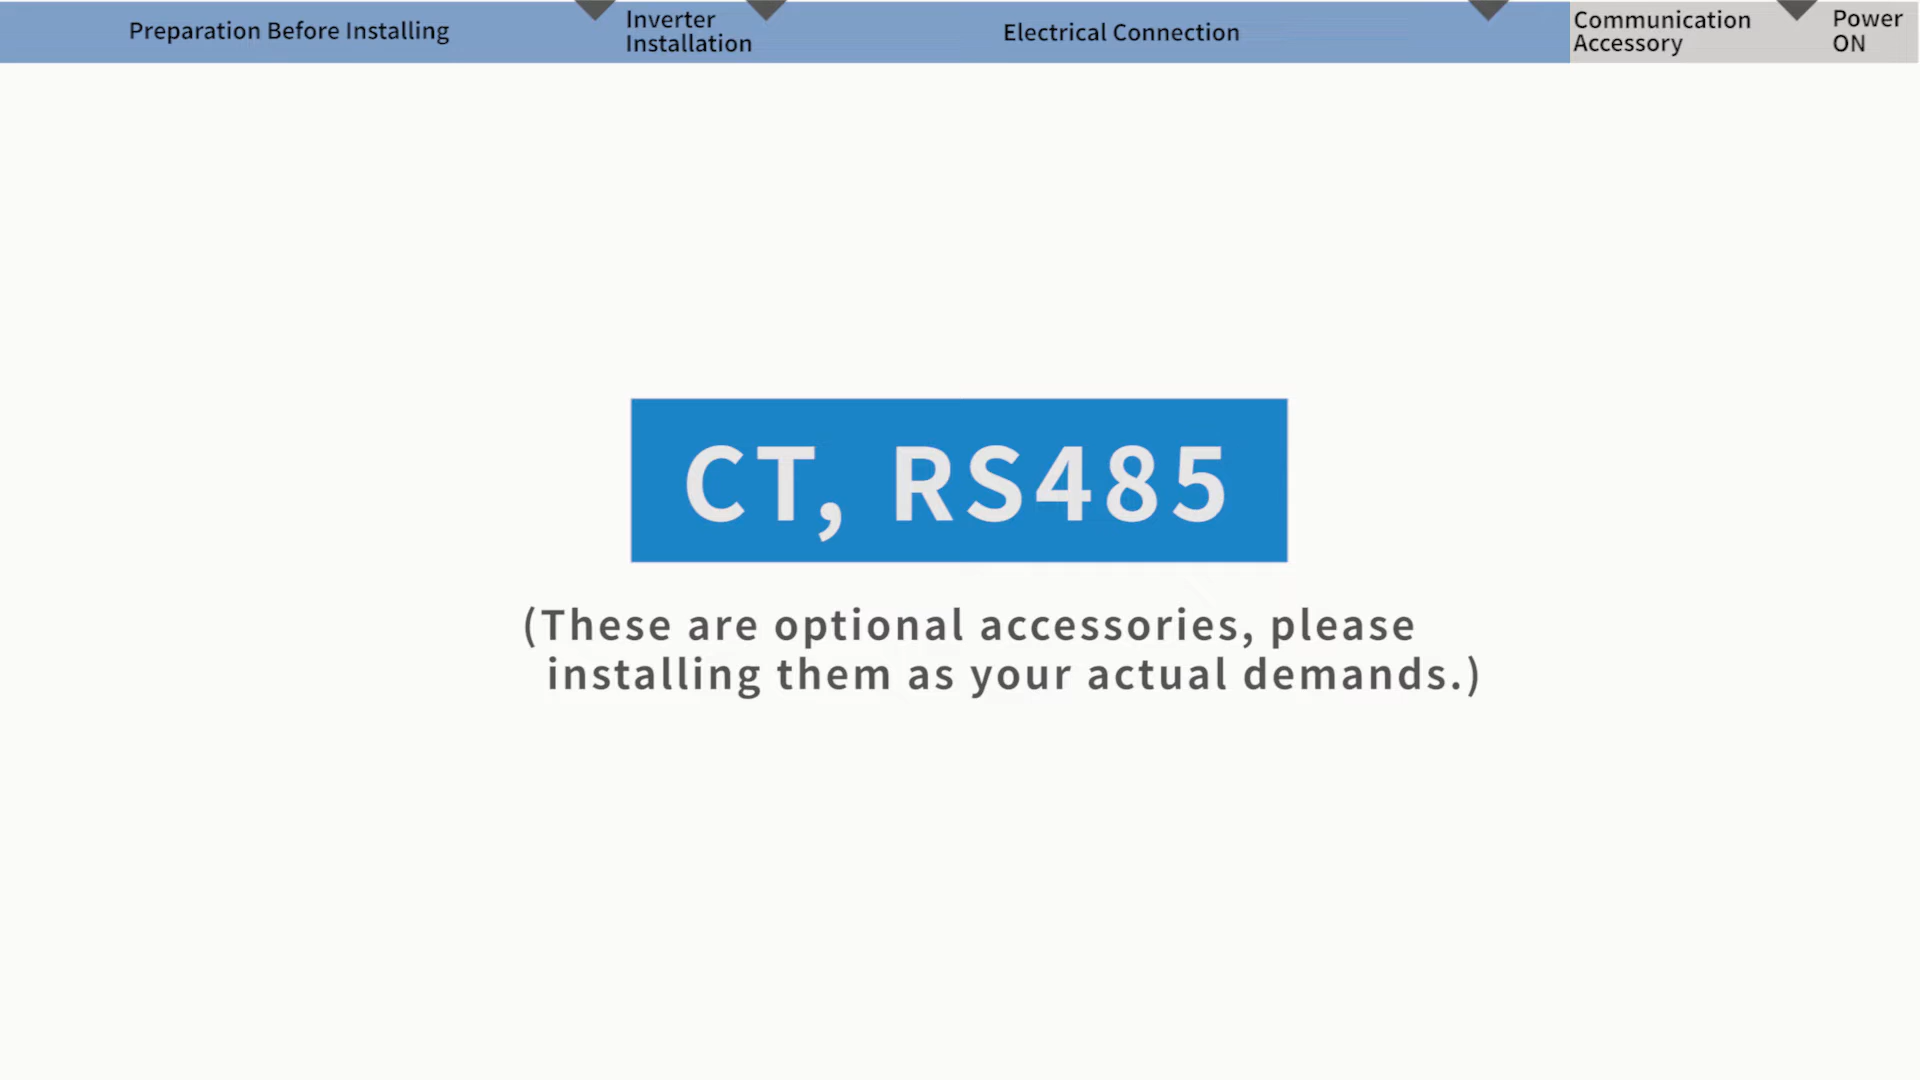 Preparation Before Installing
Inverter
Installation
Electrical Connection
Communication
Accessory
Power
ON
CT, RS485
(These are optional accessories, please
installing them as your actual demands.)